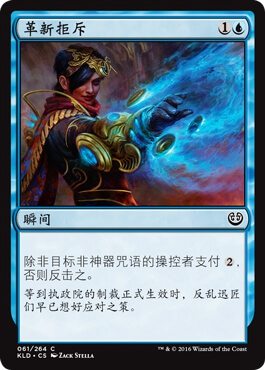 革新拒斥 1
瞬间
除非目标非神器咒语的操控者支付 2，
否则反击之。
等到执政院的制裁正式生效时，反乱迅匠
们早已想好应对之策。
061/264 C
KLD • CS ZACK STELLA
™ & © 2016 Wizards of the Coast